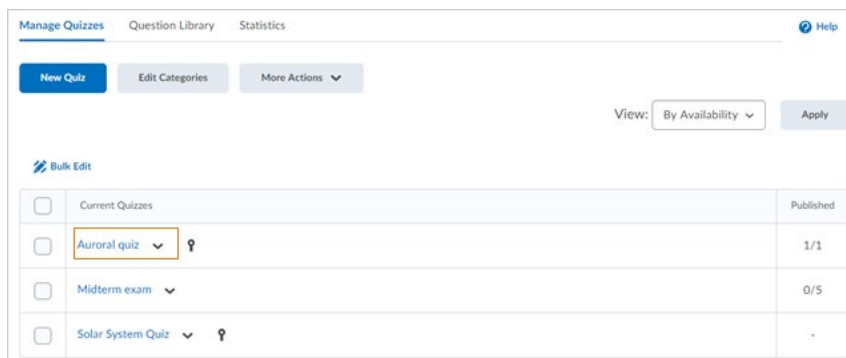 Manage Quizzes Question Library Statistics Help
New Quiz Edit Categories More Actions
View: By Availability Apply
Bulk Edit
Current Quizzes Published
Auroral quiz 1/1
Midterm exam 0/5
Solar System Quiz -